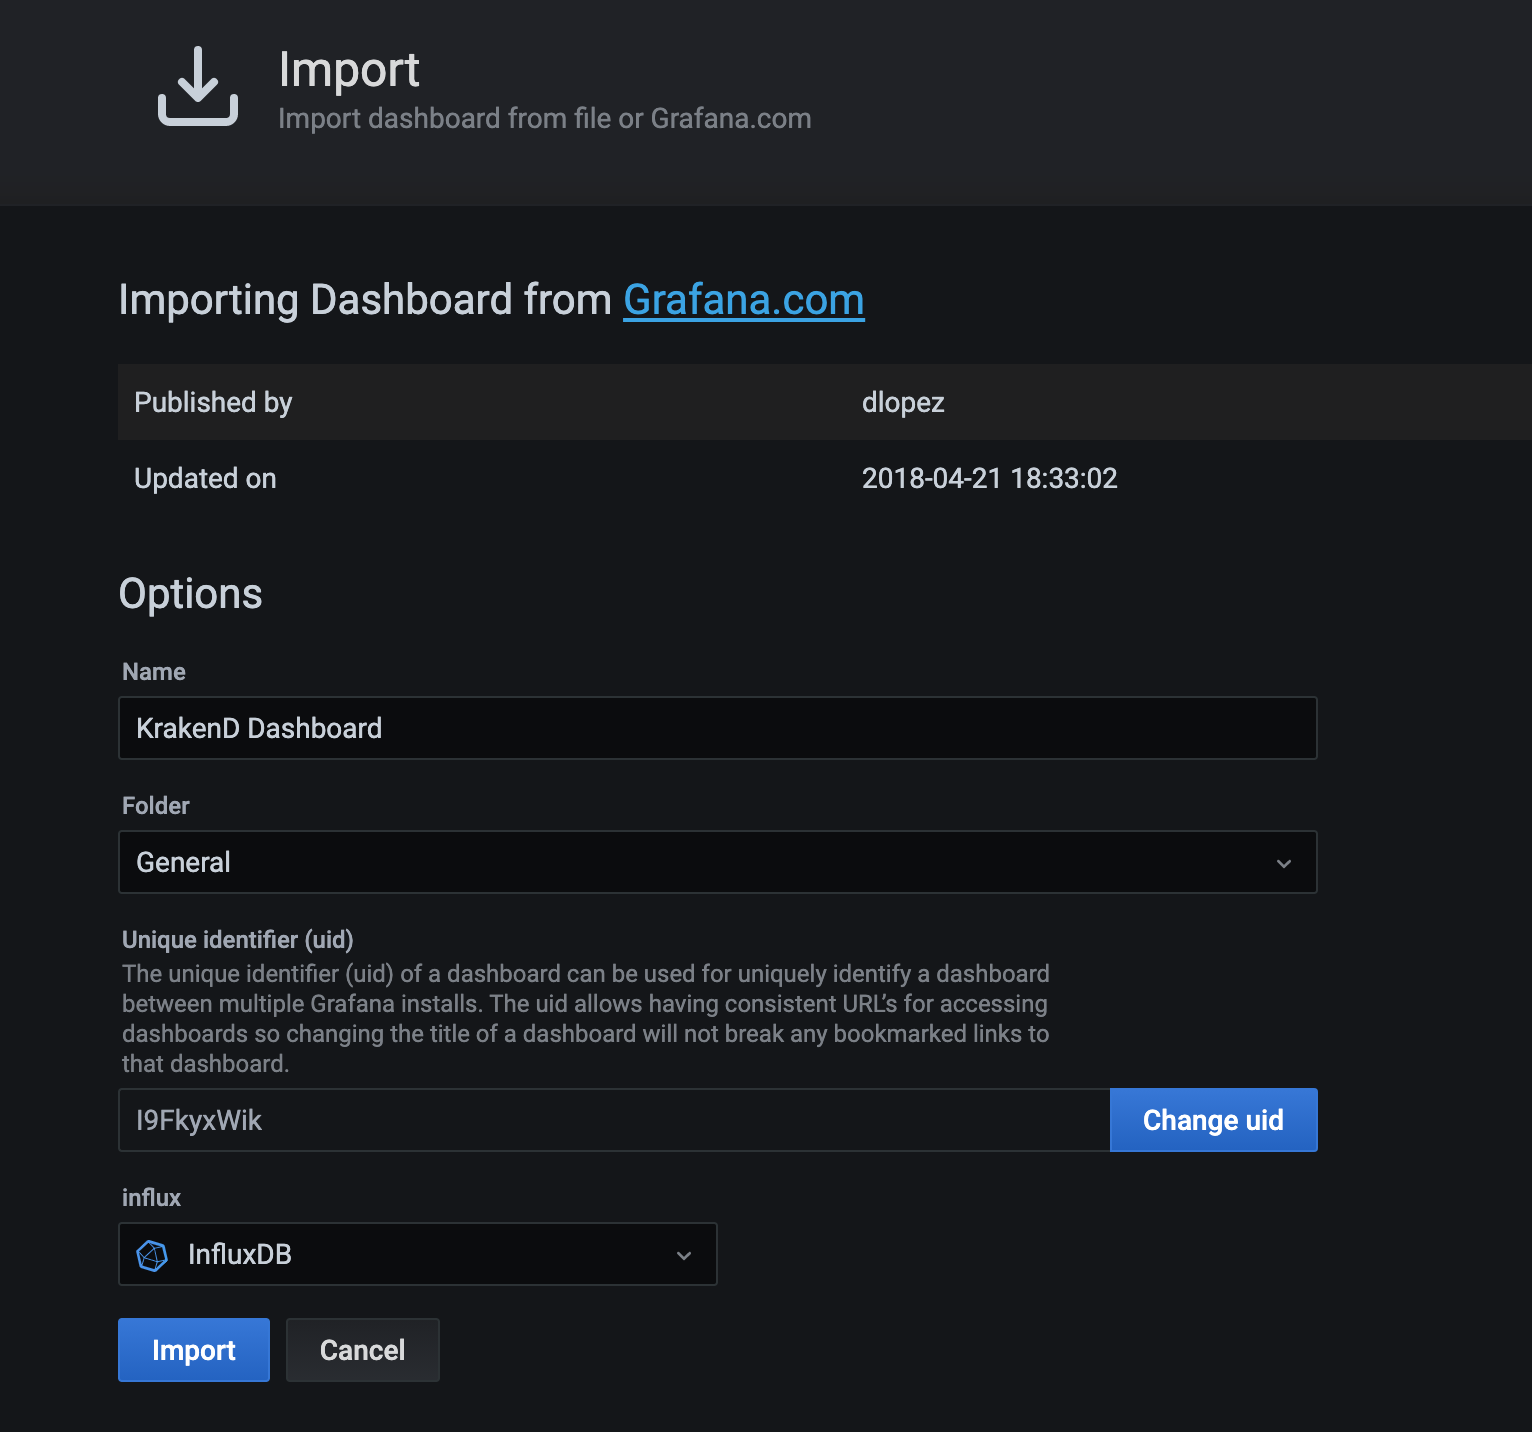 Import
Import dashboard from file or Grafana.com
Importing Dashboard from Grafana.com
Published by dlopez
Updated on 2018-04-21 18:33:02
Options
Name
KrakenD Dashboard
Folder
General
Unique identifier (uid)
The unique identifier (uid) of a dashboard can be used for uniquely identify a dashboard
between multiple Grafana installs. The uid allows having consistent URL’s for accessing
dashboards so changing the title of a dashboard will not break any bookmarked links to
that dashboard.
I9FkyxWik Change uid
influx
InfluxDB
Import Cancel